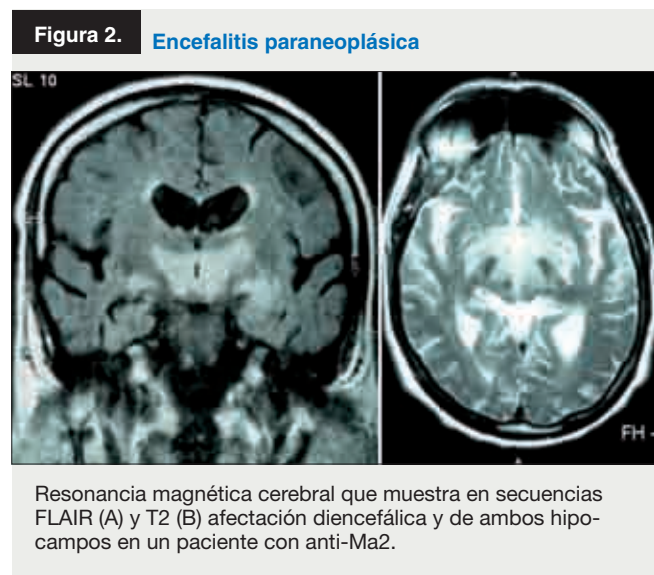 Figura 2.
Encefalitis paraneoplásica
SL 10
FH -
Resonancia magnética cerebral que muestra en secuencias
FLAIR (A) y T2 (B) afectación diencefálica y de ambos hipo-
campos en un paciente con anti-Ma2.